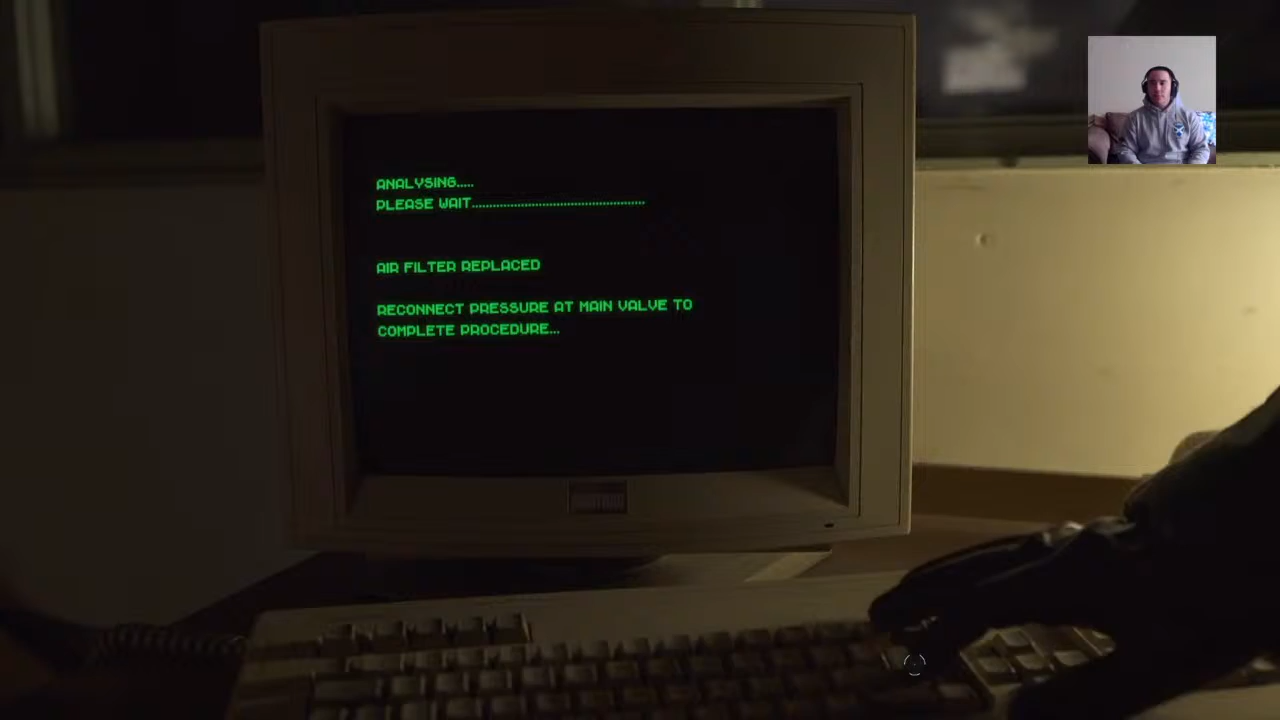 ANALYSING.....
PLEASE WAIT.................................................
AIR FILTER REPLACED
RECONNECT PRESSURE AT MAIN VALVE TO
COMPLETE PROCEDURE...